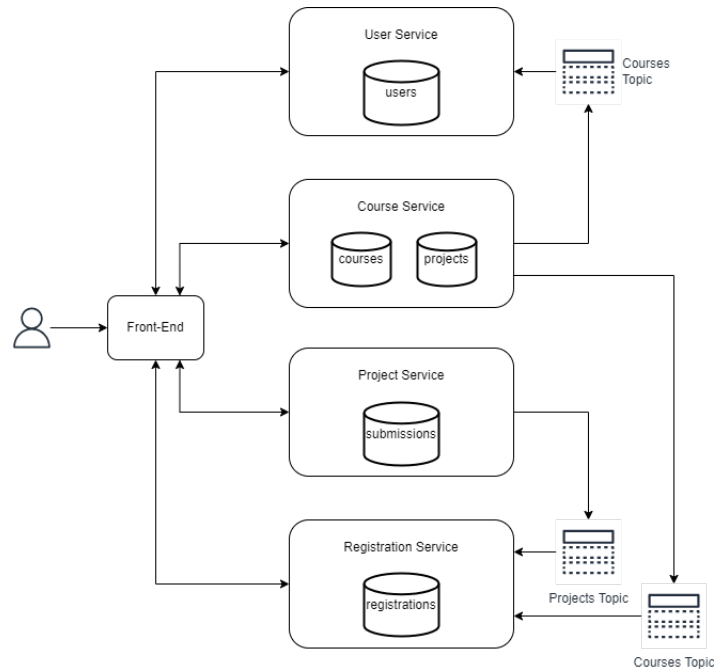 User Service
users
Courses
Topic
Course Service
courses
projects
Front-End
Project Service
submissions
Registration Service
registrations
Projects Topic
Courses Topic